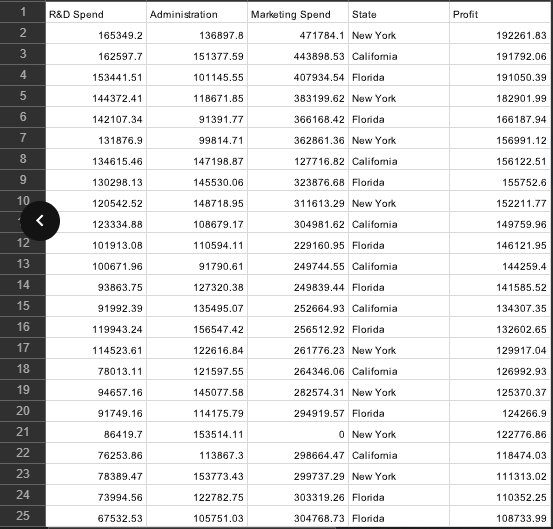 1 R&D Spend Administration Marketing Spend State Profit
2 165349.2 136897.8 471784.1 New York 192261.83
3 162597.7 151377.59 443898.53 California 191792.06
4 153441.51 101145.55 407934.54 Florida 191050.39
5 144372.41 118671.85 383199.62 New York 182901.99
6 142107.34 91391.77 366168.42 Florida 166187.94
7 131876.9 99814.71 362861.36 New York 156991.12
8 134615.46 147198.87 127716.82 California 156122.51
9 130298.13 145530.06 323876.68 Florida 155752.6
10 120542.52 148718.95 311613.29 New York 152211.77
123334.88 108679.17 304981.62 California 149759.96
12 101913.08 110594.11 229160.95 Florida 146121.95
13 100671.96 91790.61 249744.55 California 144259.4
14 93863.75 127320.38 249839.44 Florida 141585.52
15 91992.39 135495.07 252664.93 California 134307.35
16 119943.24 156547.42 256512.92 Florida 132602.65
17 114523.61 122616.84 261776.23 New York 129917.04
18 78013.11 121597.55 264346.06 California 126992.93
19 94657.16 145077.58 282574.31 New York 125370.37
20 91749.16 114175.79 294919.57 Florida 124266.9
21 86419.7 153514.11 0 New York 122776.86
22 76253.86 113867.3 298664.47 California 118474.03
23 78389.47 153773.43 299737.29 New York 111313.02
24 73994.56 122782.75 303319.26 Florida 110352.25
25 67532.53 105751.03 304768.73 Florida 108733.99